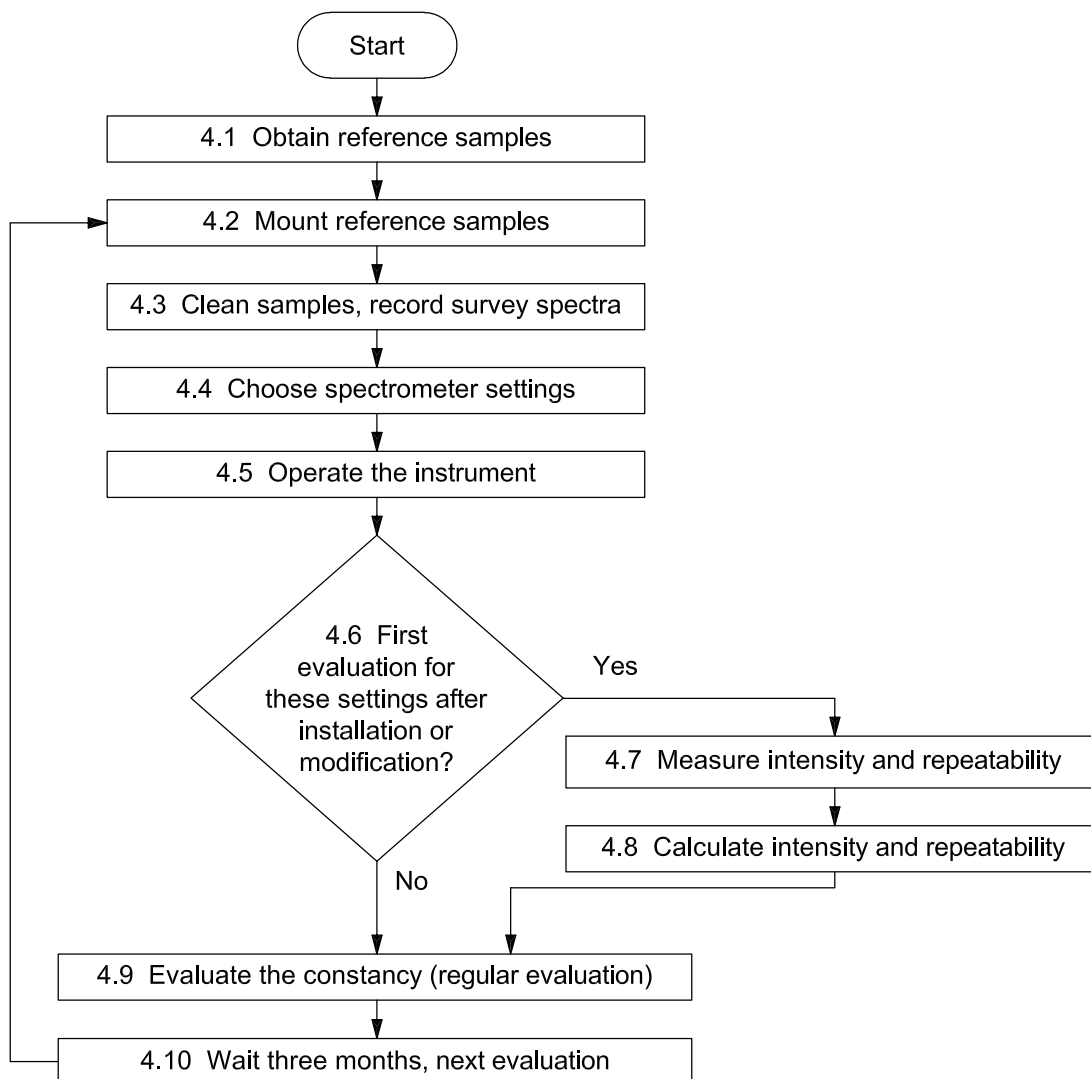 Start
4.1 Obtain reference samples
4.2 Mount reference samples
4.3 Clean samples, record survey spectra
4.4 Choose spectrometer settings
4.5 Operate the instrument
4.6 First
evaluation for
these settings after
installation or
modification?
Yes
4.7 Measure intensity and repeatability
4.8 Calculate intensity and repeatability
No
4.9 Evaluate the constancy (regular evaluation)
4.10 Wait three months, next evaluation